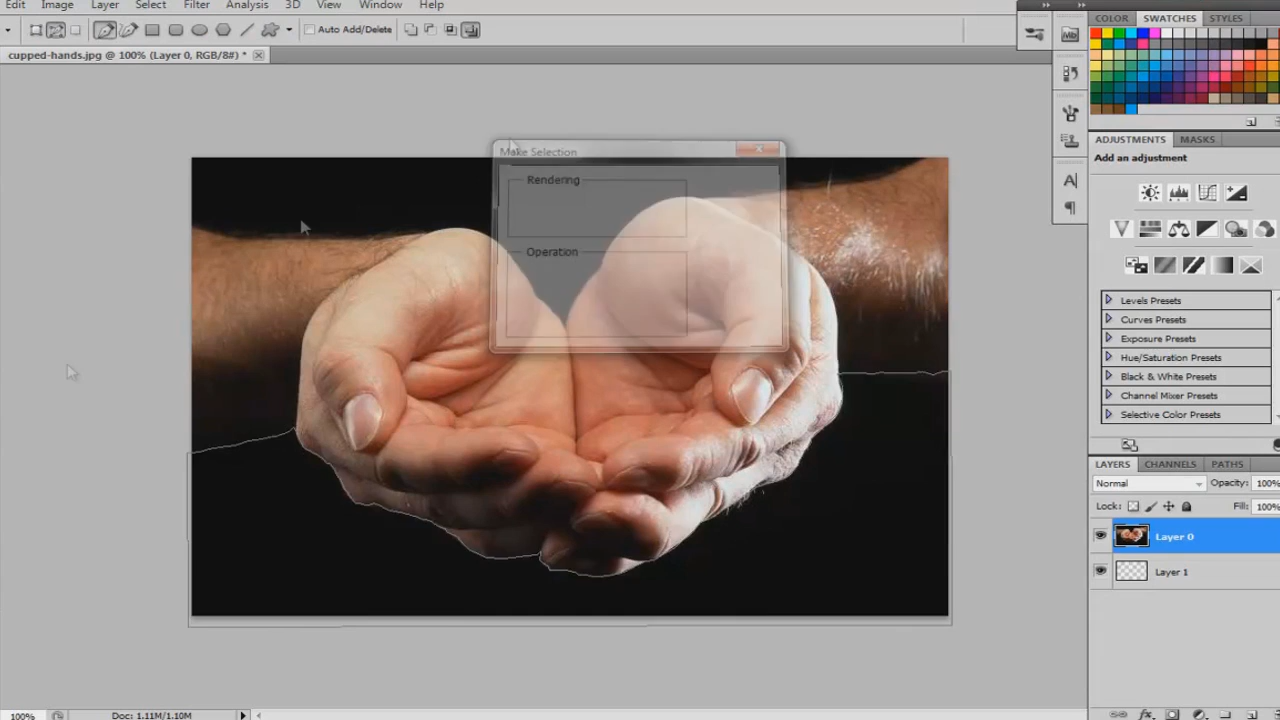 Edit Image Layer Select Filter Analysis 3D View Window Help
Auto Add/Delete
cupped-hands.jpg @ 100% (Layer 0, RGB/8#) *
Make Selection
Rendering
Operation
COLOR SWATCHES STYLES
Mb
A
ADJUSTMENTS MASKS
Add an adjustment
Levels Presets
Curves Presets
Exposure Presets
Hue/Saturation Presets
Black & White Presets
Channel Mixer Presets
Selective Color Presets
LAYERS CHANNELS PATHS
Normal Opacity: 100%
Lock: Fill: 100%
Layer 0
Layer 1
fx
100% Doc: 1.11M/1.10M